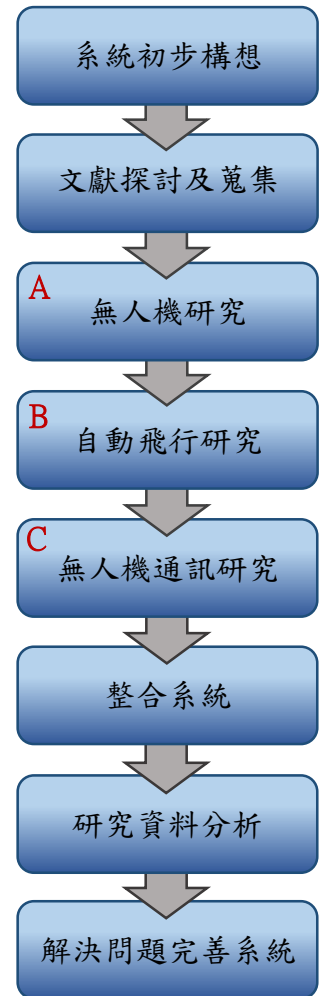 系統初步構想
文獻探討及蒐集
A
無人機研究
B
自動飛行研究
C
無人機通訊研究
整合系統
研究資料分析
解決問題完善系統